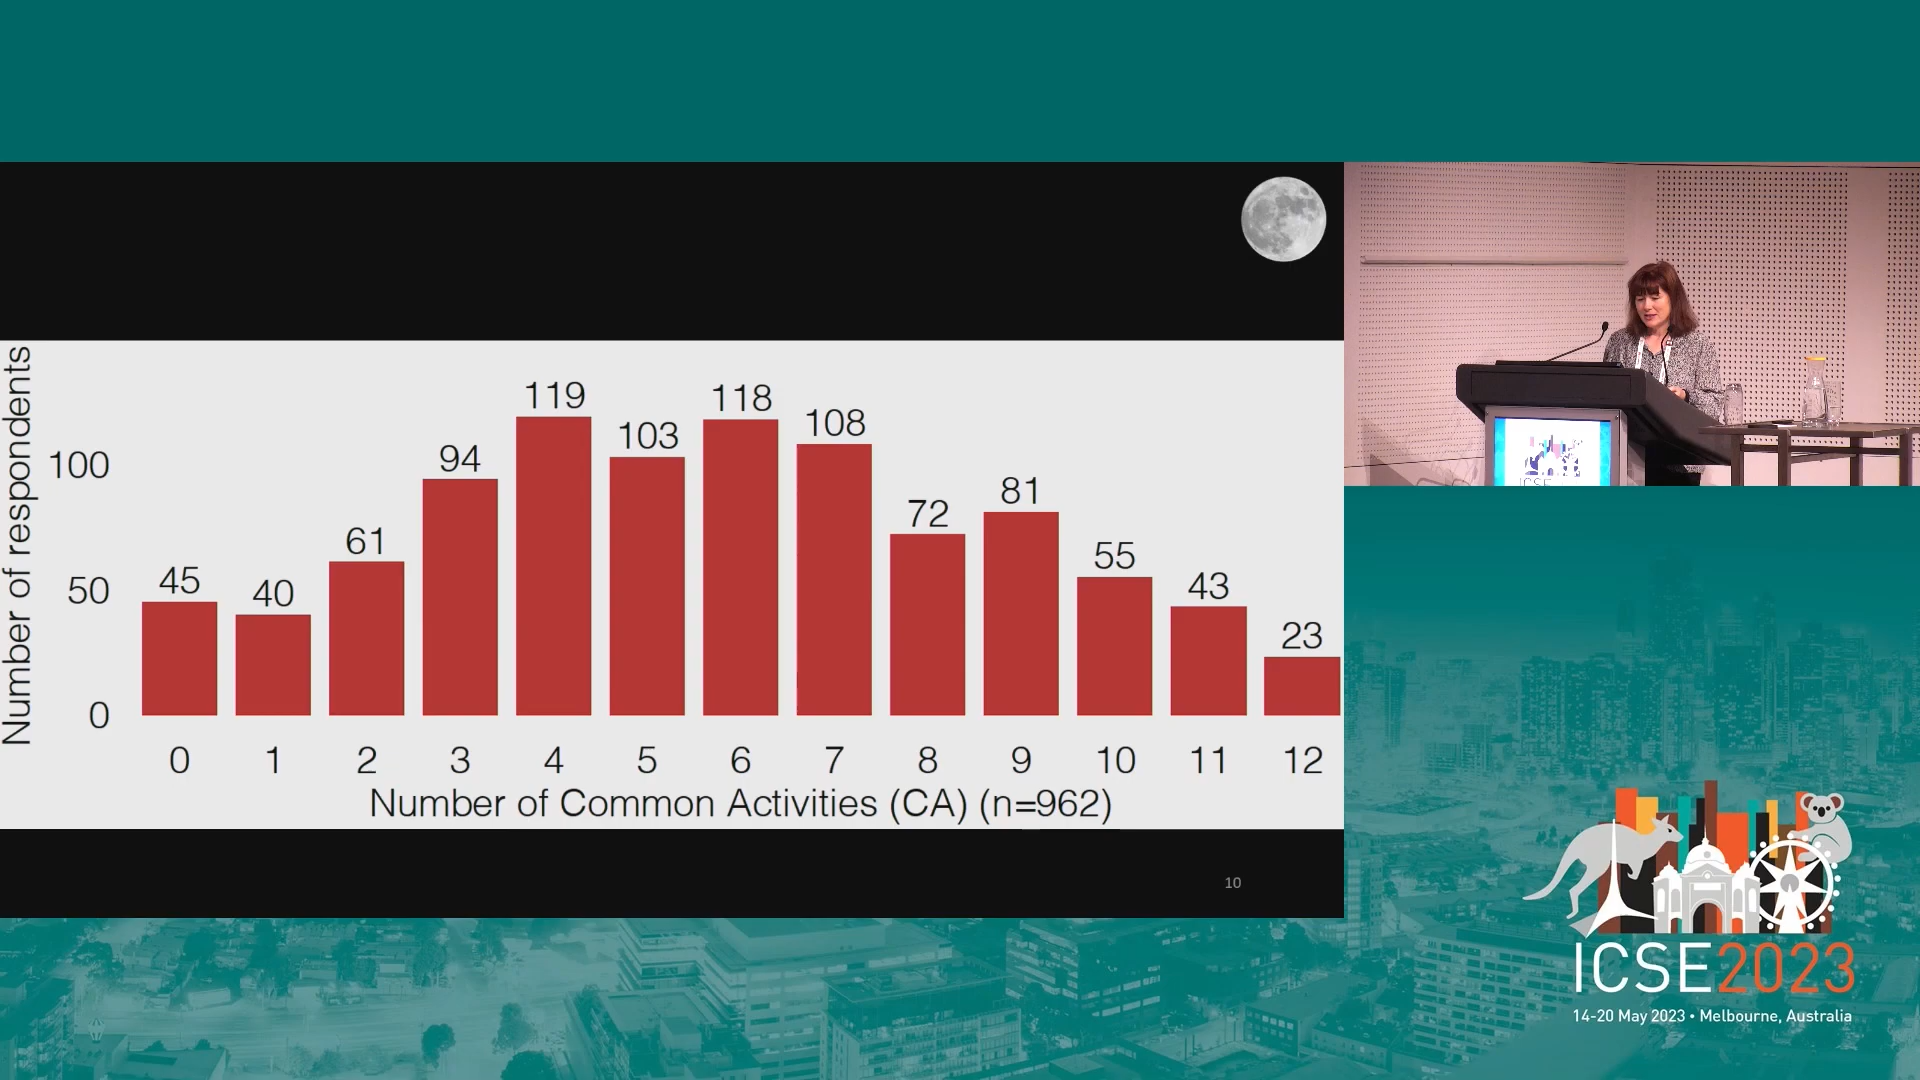 Number of respondents
100
50
0
45
40
61
94
119
103
118
108
72
81
55
43
23
0 1 2 3 4 5 6 7 8 9 10 11 12
Number of Common Activities (CA) (n=962)
10
ICSE
ICSE2023
14-20 May 2023 • Melbourne, Australia